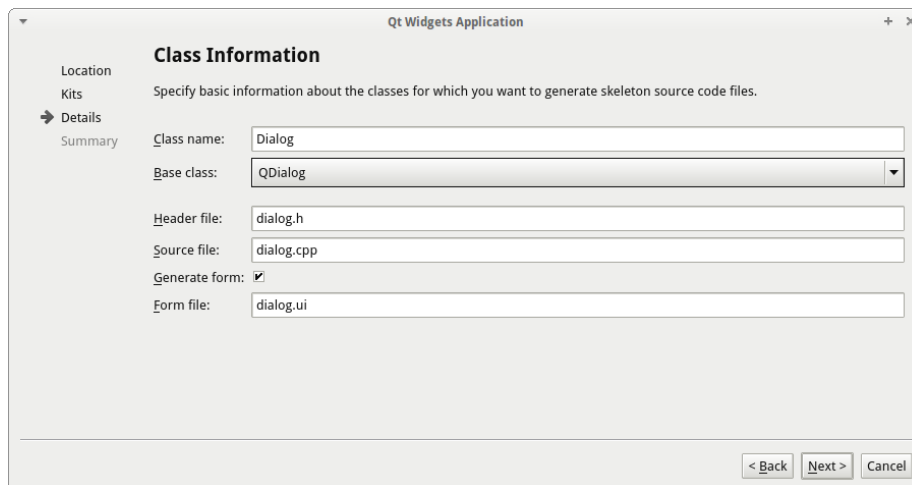 Qt Widgets Application
Location
Kits
Details
Summary
Class Information
Specify basic information about the classes for which you want to generate skeleton source code files.
Class name: Dialog
Base class: QDialog
Header file: dialog.h
Source file: dialog.cpp
Generate form:
Form file: dialog.ui
< Back Next > Cancel